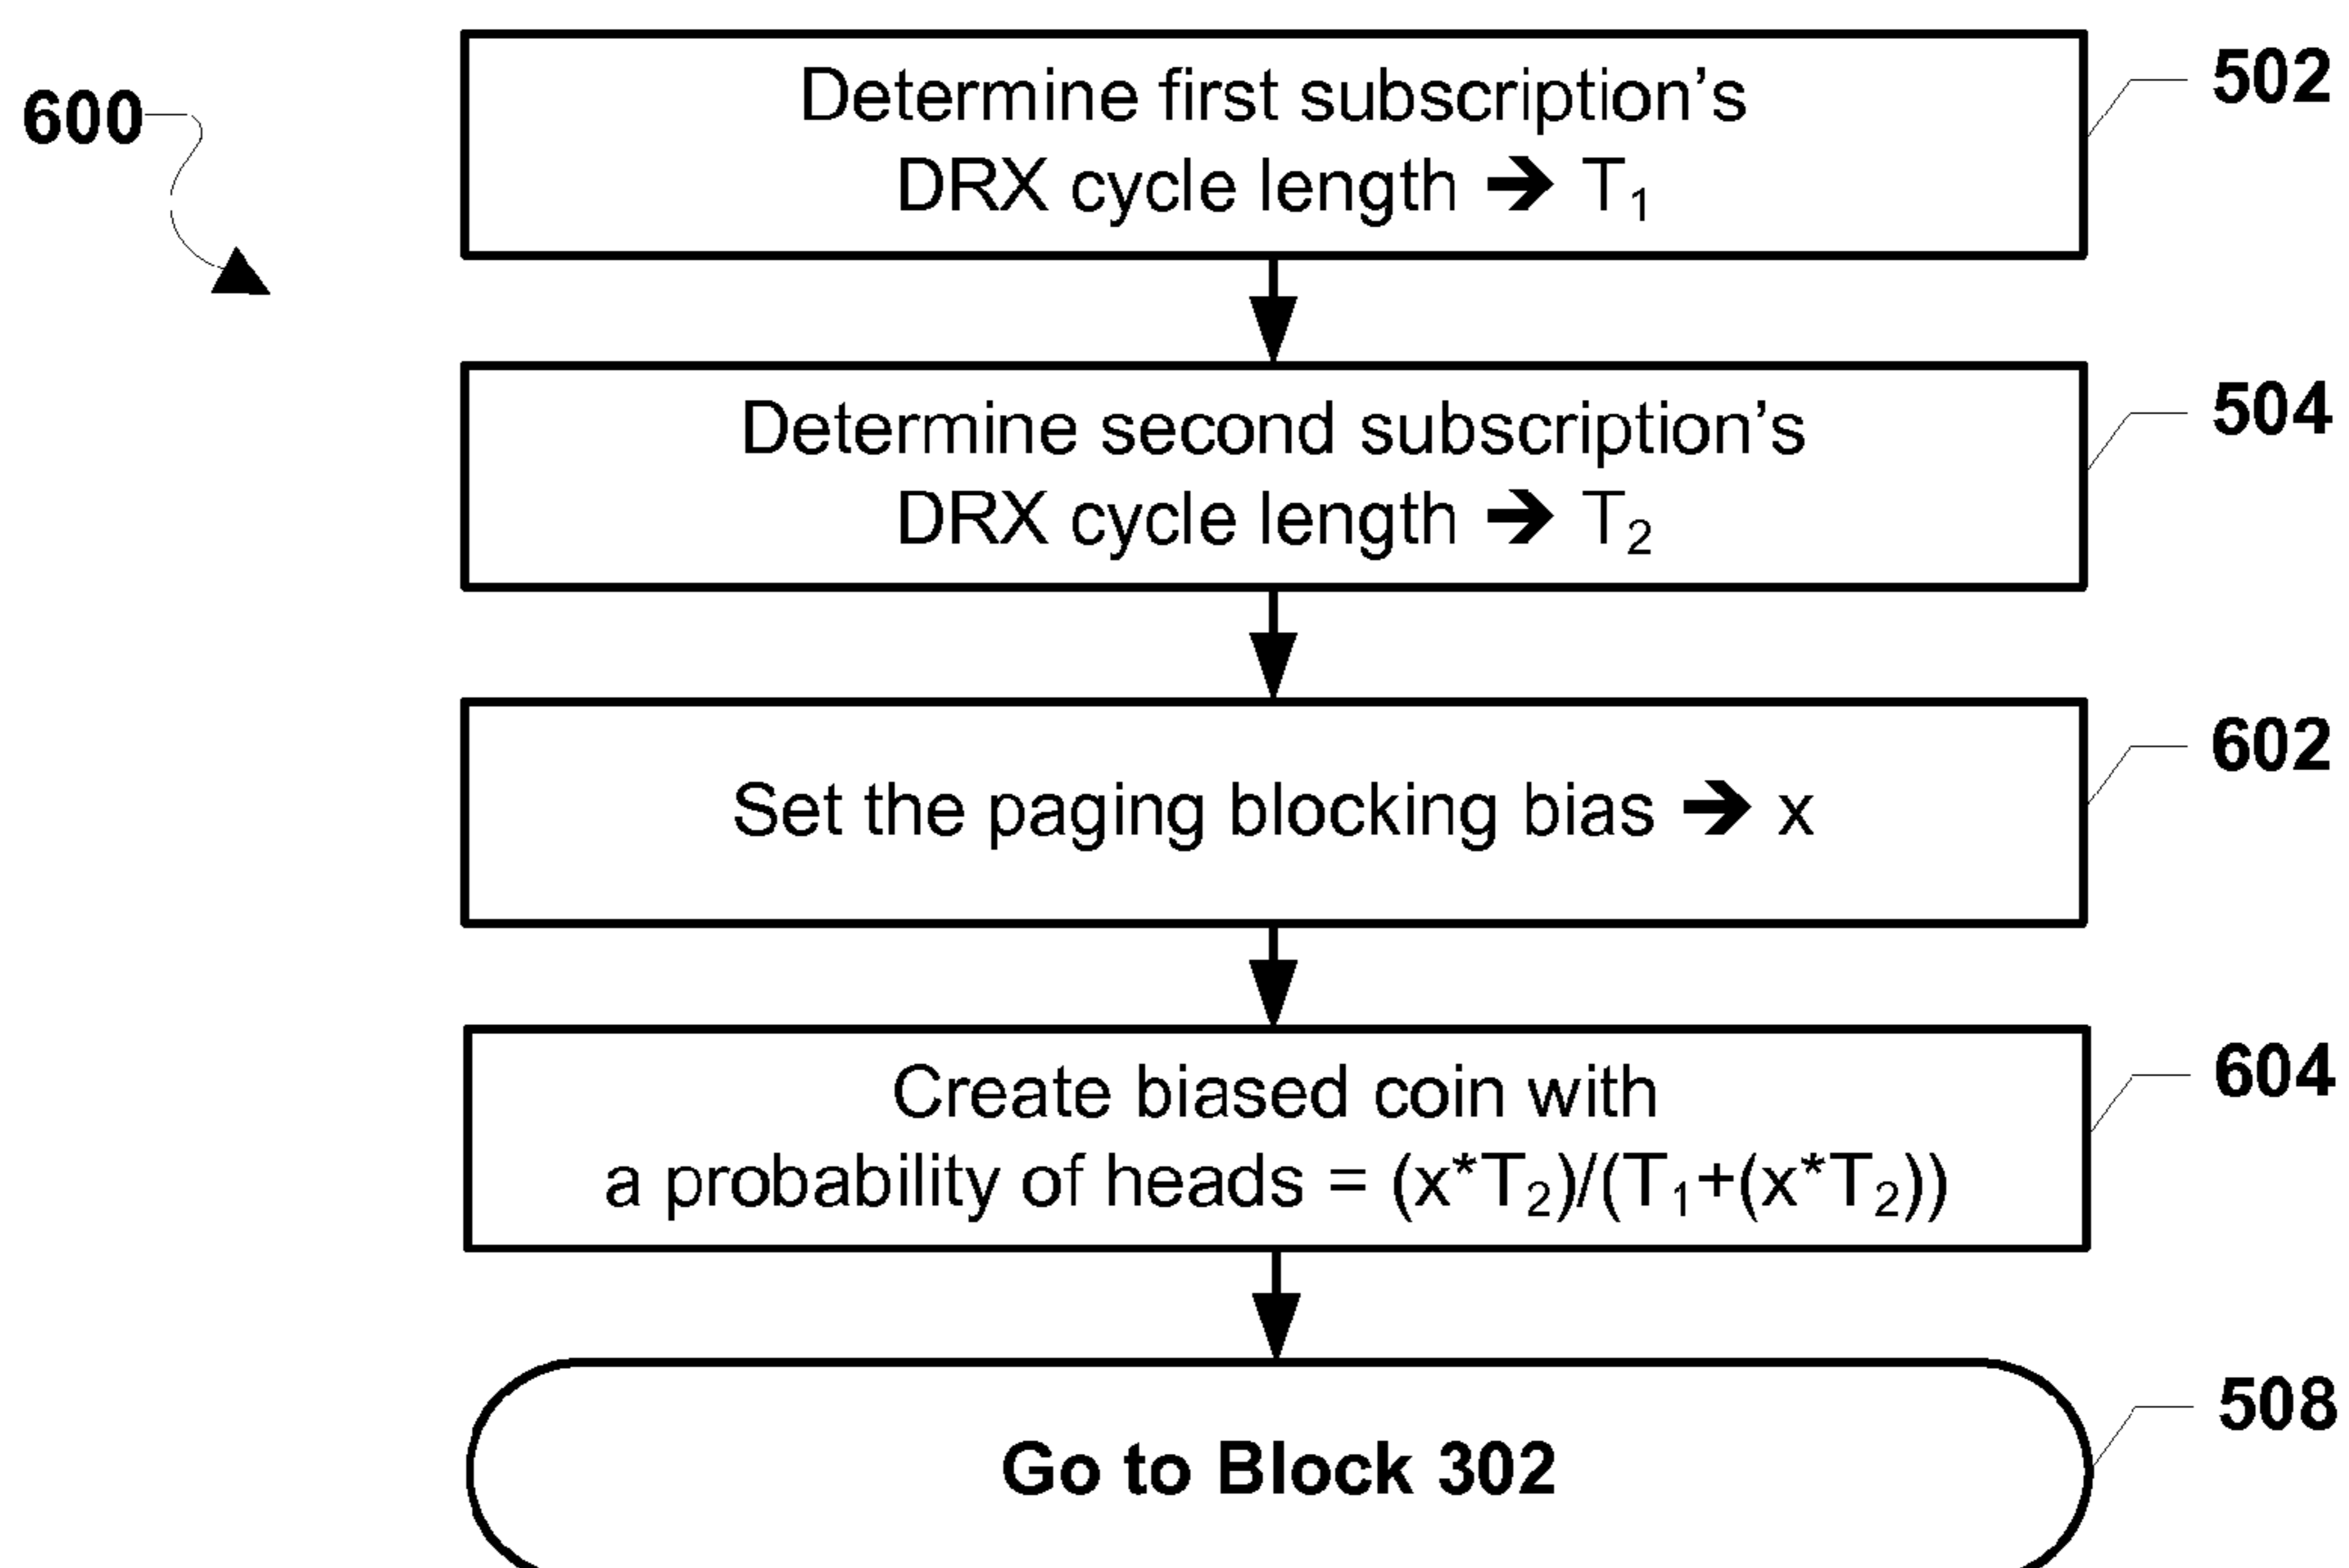 600
Determine first subscription's
DRX cycle length ➔ T₁
502
Determine second subscription's
DRX cycle length ➔ T₂
504
Set the paging blocking bias ➔ x
602
Create biased coin with
a probability of heads = (x*T₂)/(T₁+(x*T₂))
604
Go to Block 302
508